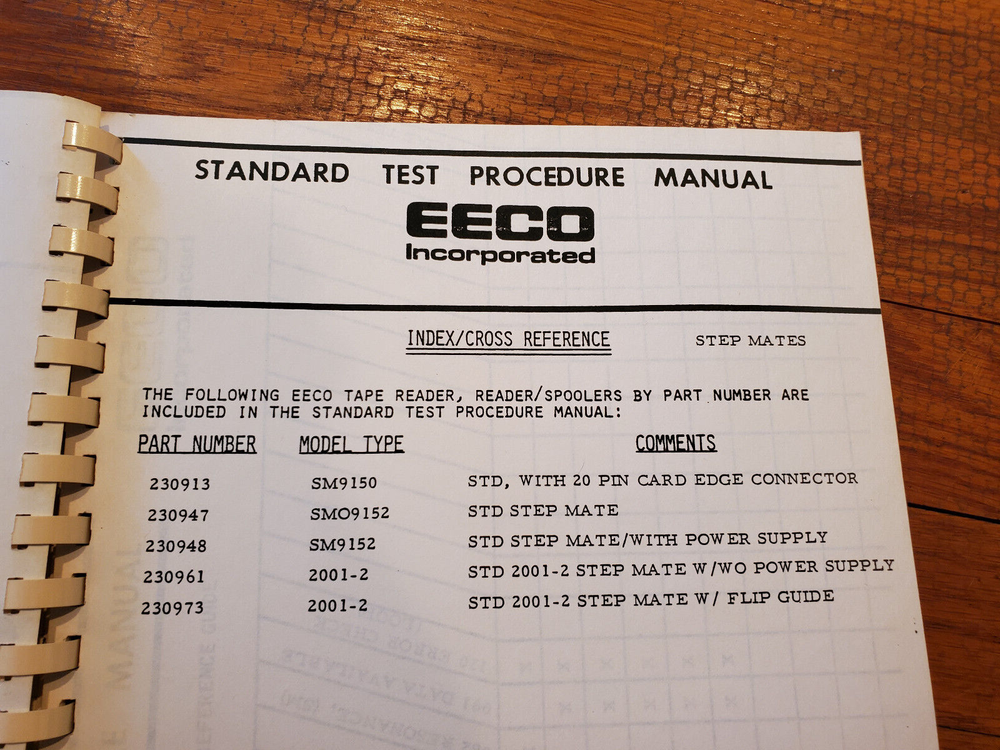 STANDARD TEST PROCEDURE MANUAL
EECO
Incorporated
INDEX/CROSS REFERENCE STEP MATES
THE FOLLOWING EECO TAPE READER, READER/SPOOLERS BY PART NUMBER ARE
INCLUDED IN THE STANDARD TEST PROCEDURE MANUAL:
PART NUMBER MODEL TYPE COMMENTS
230913 SM9150 STD, WITH 20 PIN CARD EDGE CONNECTOR
230947 SMO9152 STD STEP MATE
230948 SM9152 STD STEP MATE/WITH POWER SUPPLY
230961 2001-2 STD 2001-2 STEP MATE W/WO POWER SUPPLY
230973 2001-2 STD 2001-2 STEP MATE W/ FLIP GUIDE